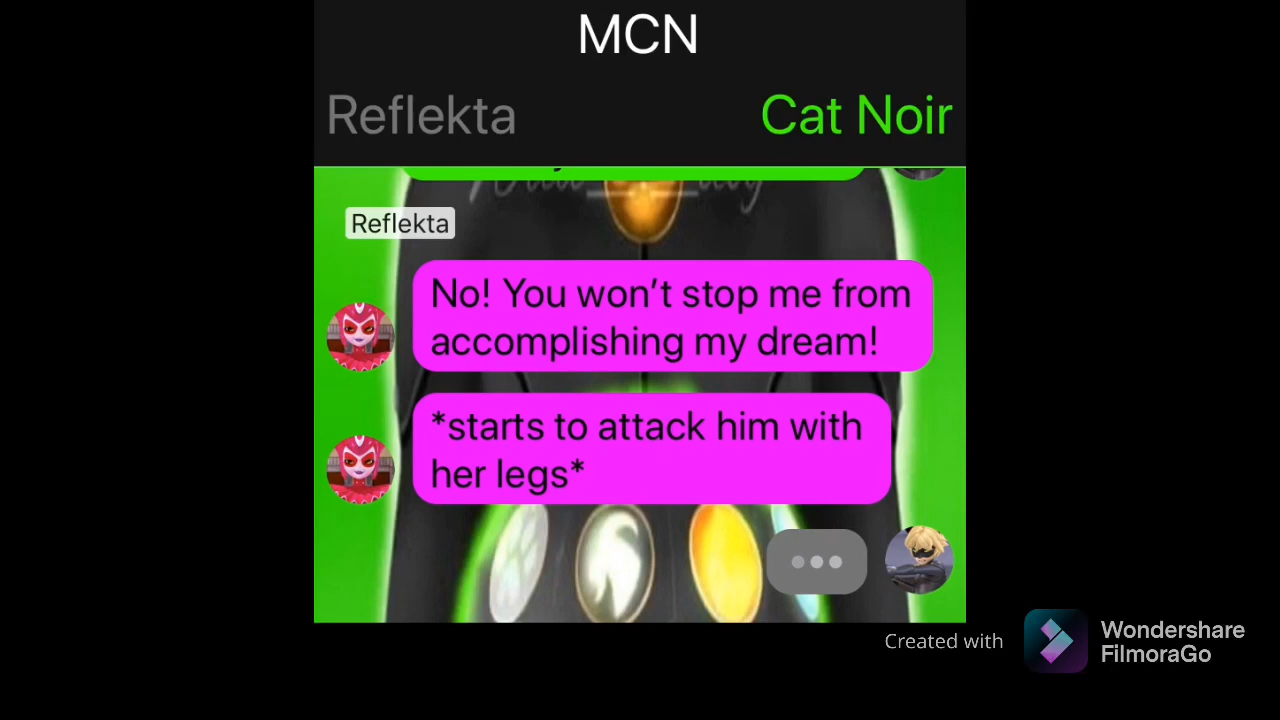 MCN
Reflekta
Cat Noir
Reflekta
No! You won't stop me from
accomplishing my dream!
*starts to attack him with
her legs*
Created with
Wondershare
FilmoraGo